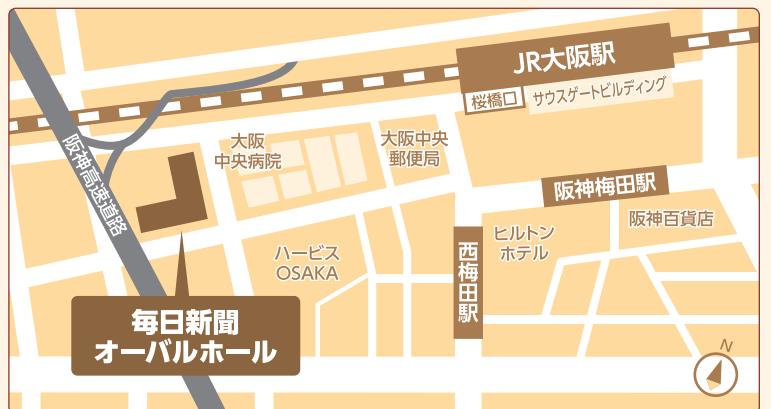 JR大阪駅
桜橋口
サウスゲートビルディング
大阪
中央病院
大阪中央
郵便局
阪神高速道路
阪神梅田駅
阪神百貨店
ヒルトン
ホテル
西梅田駅
ハービス
OSAKA
毎日新聞
オーバルホール
N